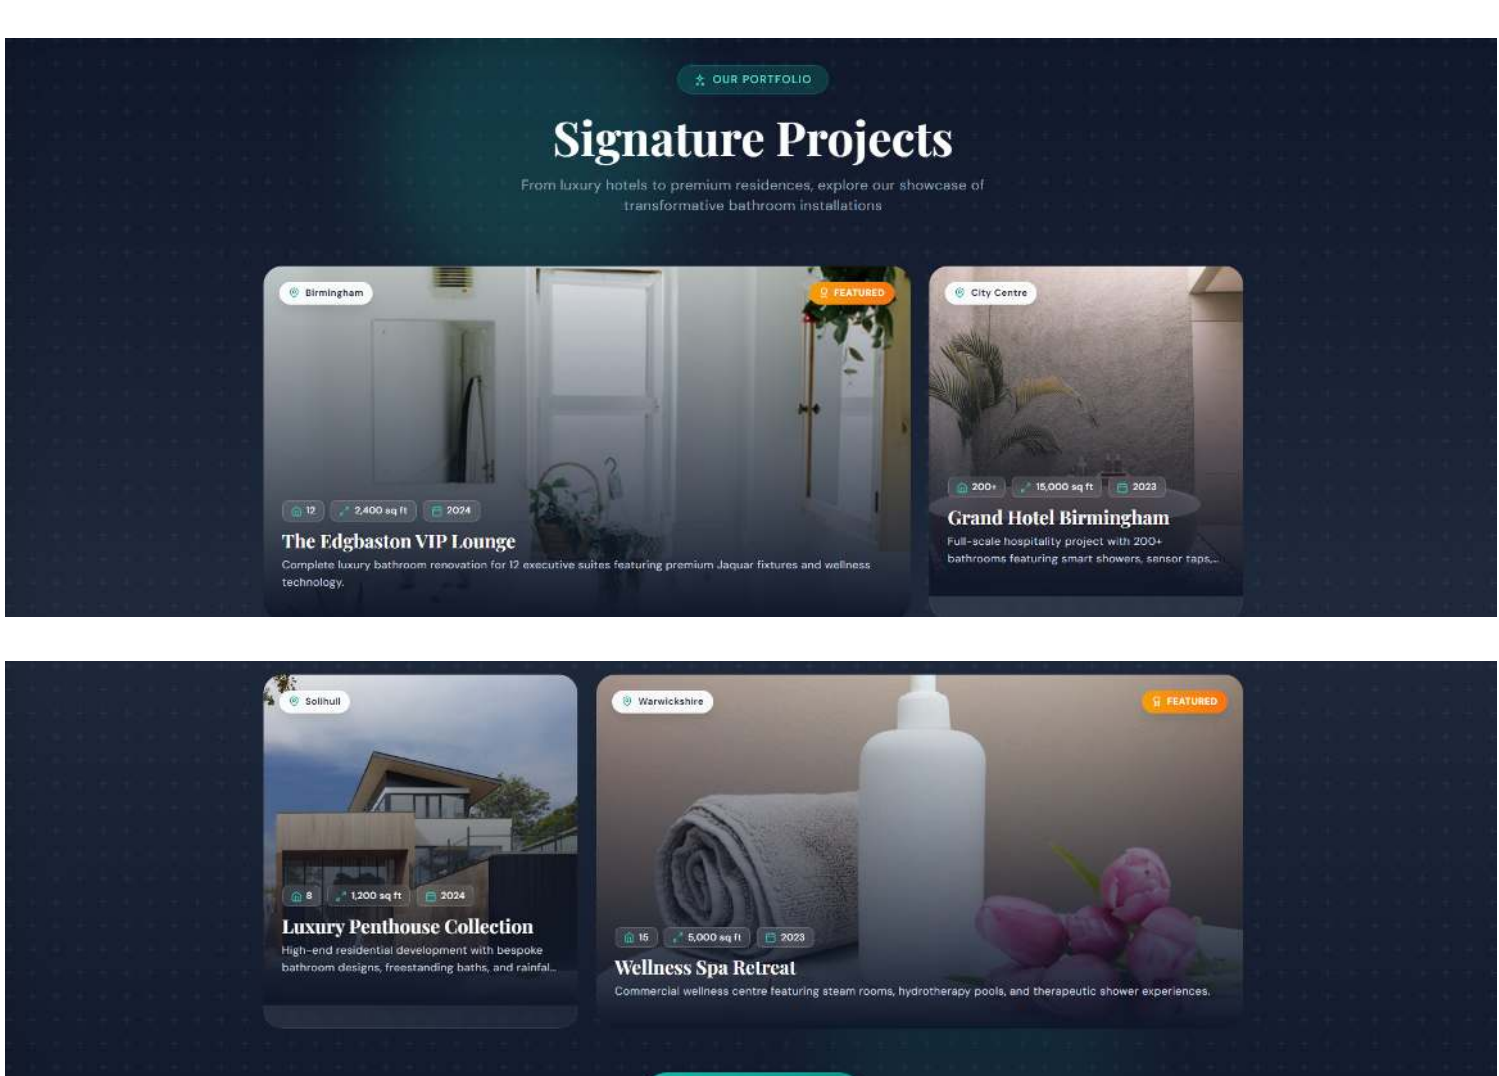 OUR PORTFOLIO
Signature Projects
From luxury hotels to premium residences, explore our showcase of
transformative bathroom installations
Birmingham
FEATURED
12
2,400 sq ft
2024
The Edgbaston VIP Lounge
Complete luxury bathroom renovation for 12 executive suites featuring premium Jaquar fixtures and wellness
technology.
City Centre
200+
15,000 sq ft
2023
Grand Hotel Birmingham
Full-scale hospitality project with 200+
bathrooms featuring smart showers, sensor taps,...
Solihull
8
1,200 sq ft
2024
Luxury Penthouse Collection
High-end residential development with bespoke
bathroom designs, freestanding baths, and rainfal...
Warwickshire
FEATURED
15
5,000 sq ft
2023
Wellness Spa Retreat
Commercial wellness centre featuring steam rooms, hydrotherapy pools, and therapeutic shower experiences.